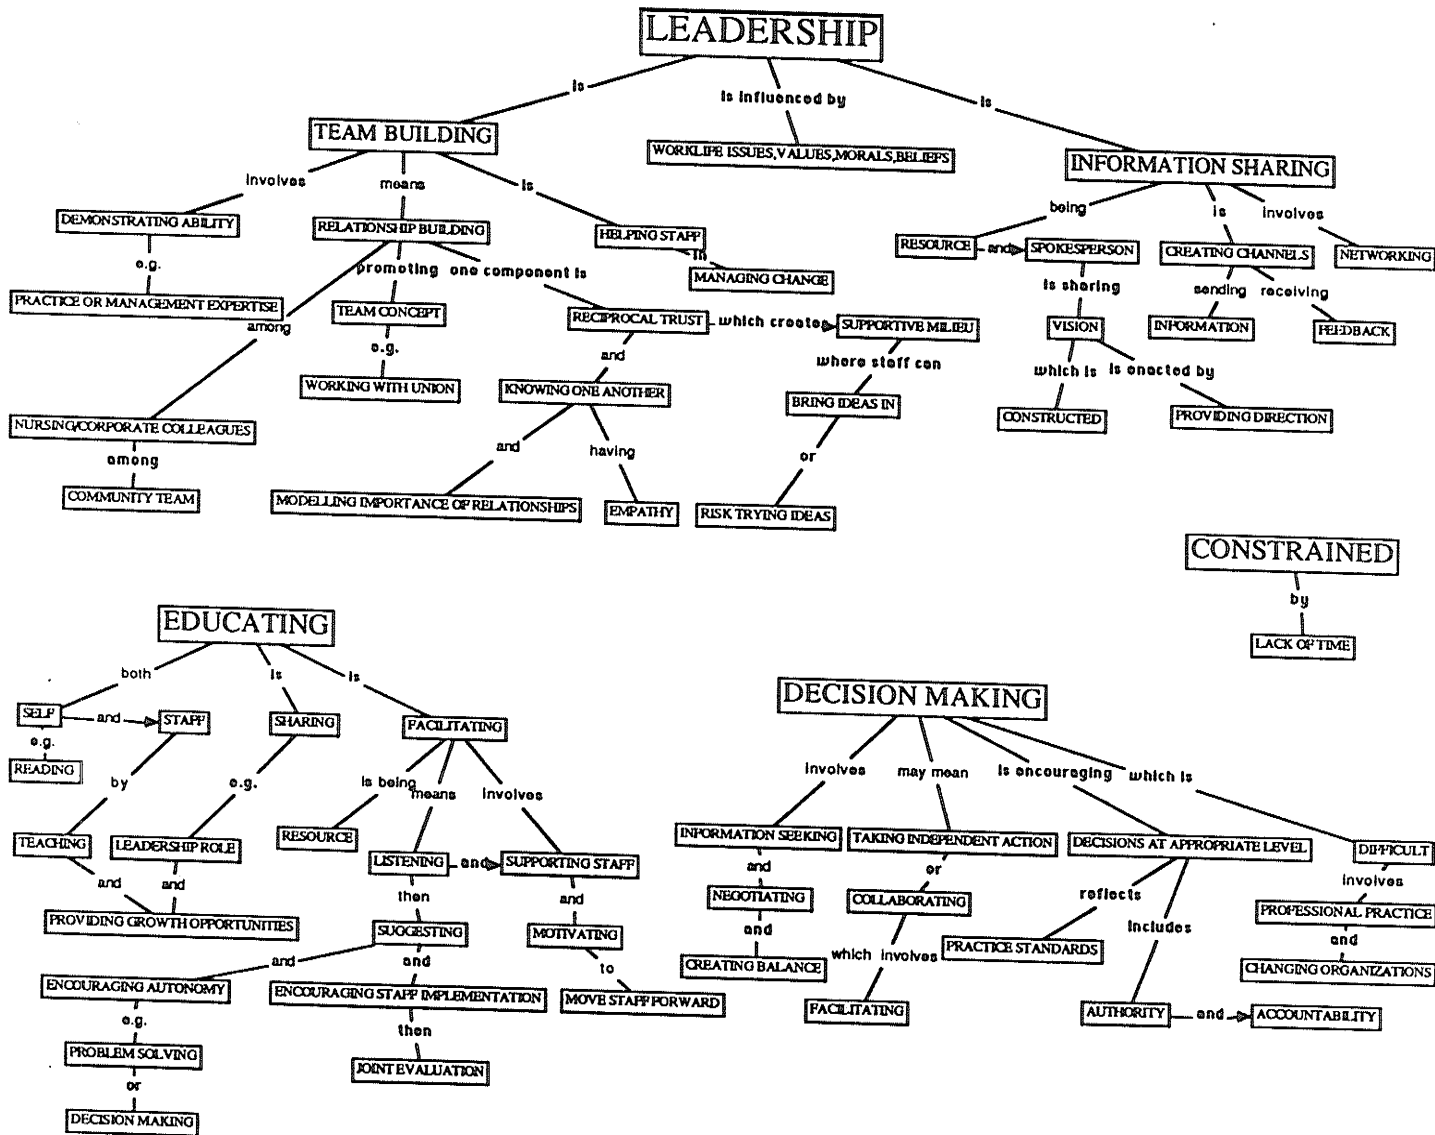 LEADERSHIP
is
is influenced by
is
TEAM BUILDING
WORKLIFE ISSUES,VALUES,MORALS,BELIEFS
INFORMATION SHARING
involves
means
is
being
is
involves
DEMONSTRATING ABILITY
RELATIONSHIP BUILDING
HELPING STAFF
RESOURCE
and
SPOKESPERSON
CREATING CHANNELS
NETWORKING
e.g.
promoting
one component is
in
MANAGING CHANGE
is sharing
sending
receiving
PRACTICE OR MANAGEMENT EXPERTISE
among
TEAM CONCEPT
RECIPROCAL TRUST
which creates
SUPPORTIVE MILIEU
VISION
INFORMATION
FEEDBACK
e.g.
and
where staff can
which is
is enacted by
WORKING WITH UNION
KNOWING ONE ANOTHER
BRING IDEAS IN
CONSTRUCTED
PROVIDING DIRECTION
NURSING/CORPORATE COLLEAGUES
among
and
having
or
COMMUNITY TEAM
MODELLING IMPORTANCE OF RELATIONSHIPS
EMPATHY
RISK TRYING IDEAS
CONSTRAINED
by
LACK OF TIME
EDUCATING
both
is
is
SELF
and
STAFF
SHARING
FACILITATING
e.g.
READING
by
e.g.
is being
means
involves
TEACHING
LEADERSHIP ROLE
RESOURCE
LISTENING
and
SUPPORTING STAFF
and
and
then
and
PROVIDING GROWTH OPPORTUNITIES
SUGGESTING
MOTIVATING
and
and
to
ENCOURAGING AUTONOMY
ENCOURAGING STAFF IMPLEMENTATION
MOVE STAFF FORWARD
e.g.
then
PROBLEM SOLVING
JOINT EVALUATION
or
DECISION MAKING
DECISION MAKING
involves
may mean
is encouraging
which is
INFORMATION SEEKING
TAKING INDEPENDENT ACTION
DECISIONS AT APPROPRIATE LEVEL
DIFFICULT
and
or
reflects
includes
involves
NEGOTIATING
COLLABORATING
PRACTICE STANDARDS
PROFESSIONAL PRACTICE
and
which involves
and
CREATING BALANCE
FACILITATING
CHANGING ORGANIZATIONS
AUTHORITY
and
ACCOUNTABILITY